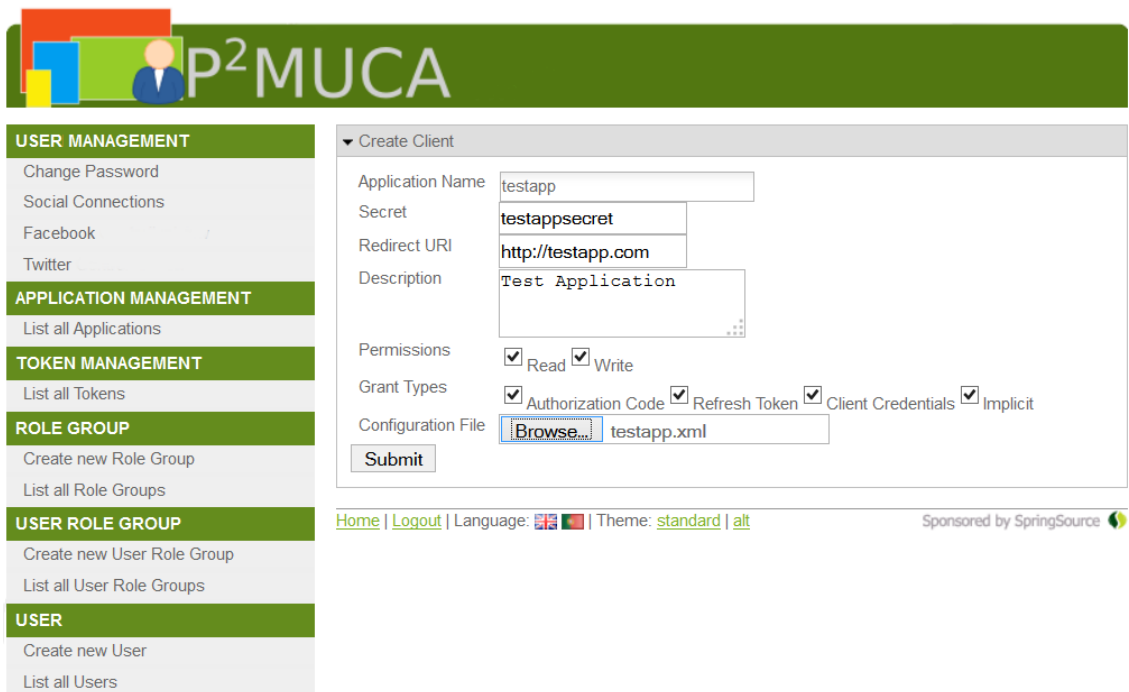 P²MUCA
USER MANAGEMENT
Change Password
Social Connections
Facebook
Twitter
APPLICATION MANAGEMENT
List all Applications
TOKEN MANAGEMENT
List all Tokens
ROLE GROUP
Create new Role Group
List all Role Groups
USER ROLE GROUP
Create new User Role Group
List all User Role Groups
USER
Create new User
List all Users
Create Client
Application Name testapp
Secret testappsecret
Redirect URI http://testapp.com
Description Test Application
Permissions Read Write
Grant Types Authorization Code Refresh Token Client Credentials Implicit
Configuration File Browse... testapp.xml
Submit
Home | Logout | Language: | Theme: standard | alt Sponsored by SpringSource